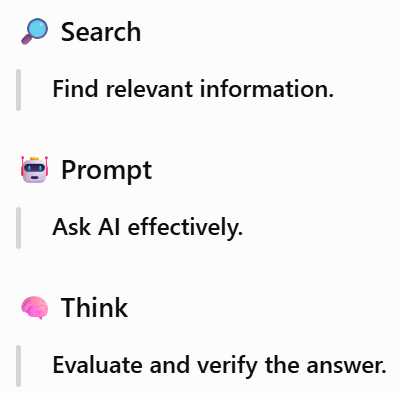 Search
Find relevant information.
Prompt
Ask AI effectively.
Think
Evaluate and verify the answer.